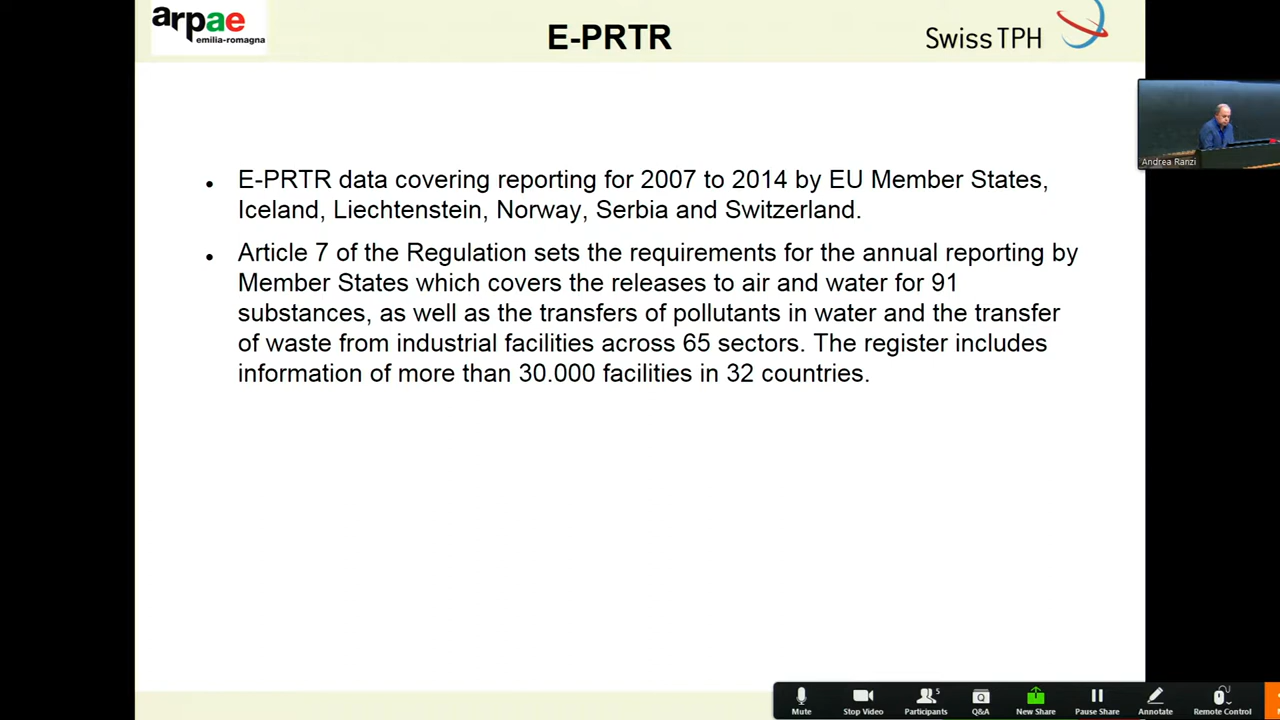 arpae
emilia-romagna
E-PRTR
Swiss TPH
Andrea Ranzi
• E-PRTR data covering reporting for 2007 to 2014 by EU Member States,
Iceland, Liechtenstein, Norway, Serbia and Switzerland.
• Article 7 of the Regulation sets the requirements for the annual reporting by
Member States which covers the releases to air and water for 91
substances, as well as the transfers of pollutants in water and the transfer
of waste from industrial facilities across 65 sectors. The register includes
information of more than 30.000 facilities in 32 countries.
5
Mute Stop Video Participants Q&A New Share Pause Share Annotate Remote Control